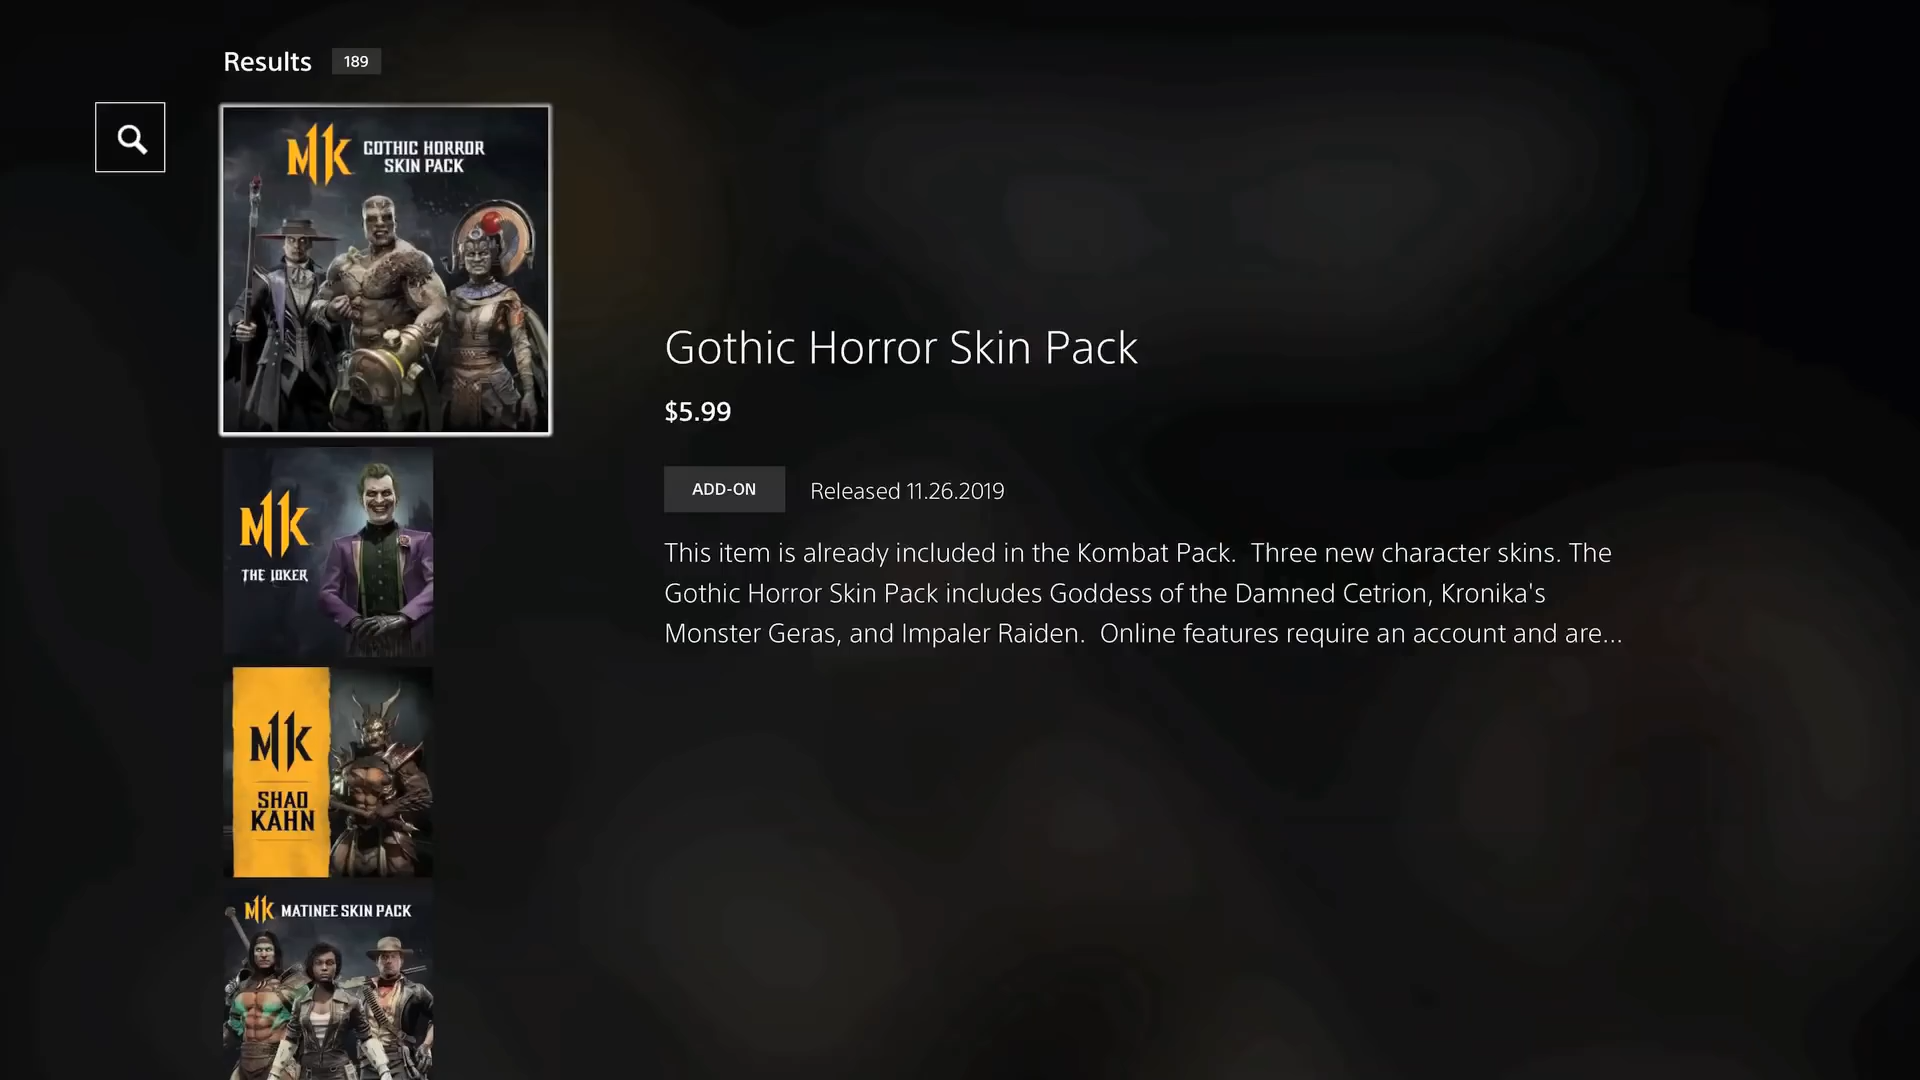 Results 189
MK GOTHIC HORROR
SKIN PACK
Gothic Horror Skin Pack
$5.99
ADD-ON Released 11.26.2019
This item is already included in the Kombat Pack.  Three new character skins. The
Gothic Horror Skin Pack includes Goddess of the Damned Cetrion, Kronika's
Monster Geras, and Impaler Raiden.  Online features require an account and are...
M11K
THE JOKER
M11K
SHAO
KAHN
M11K MATINEE SKIN PACK